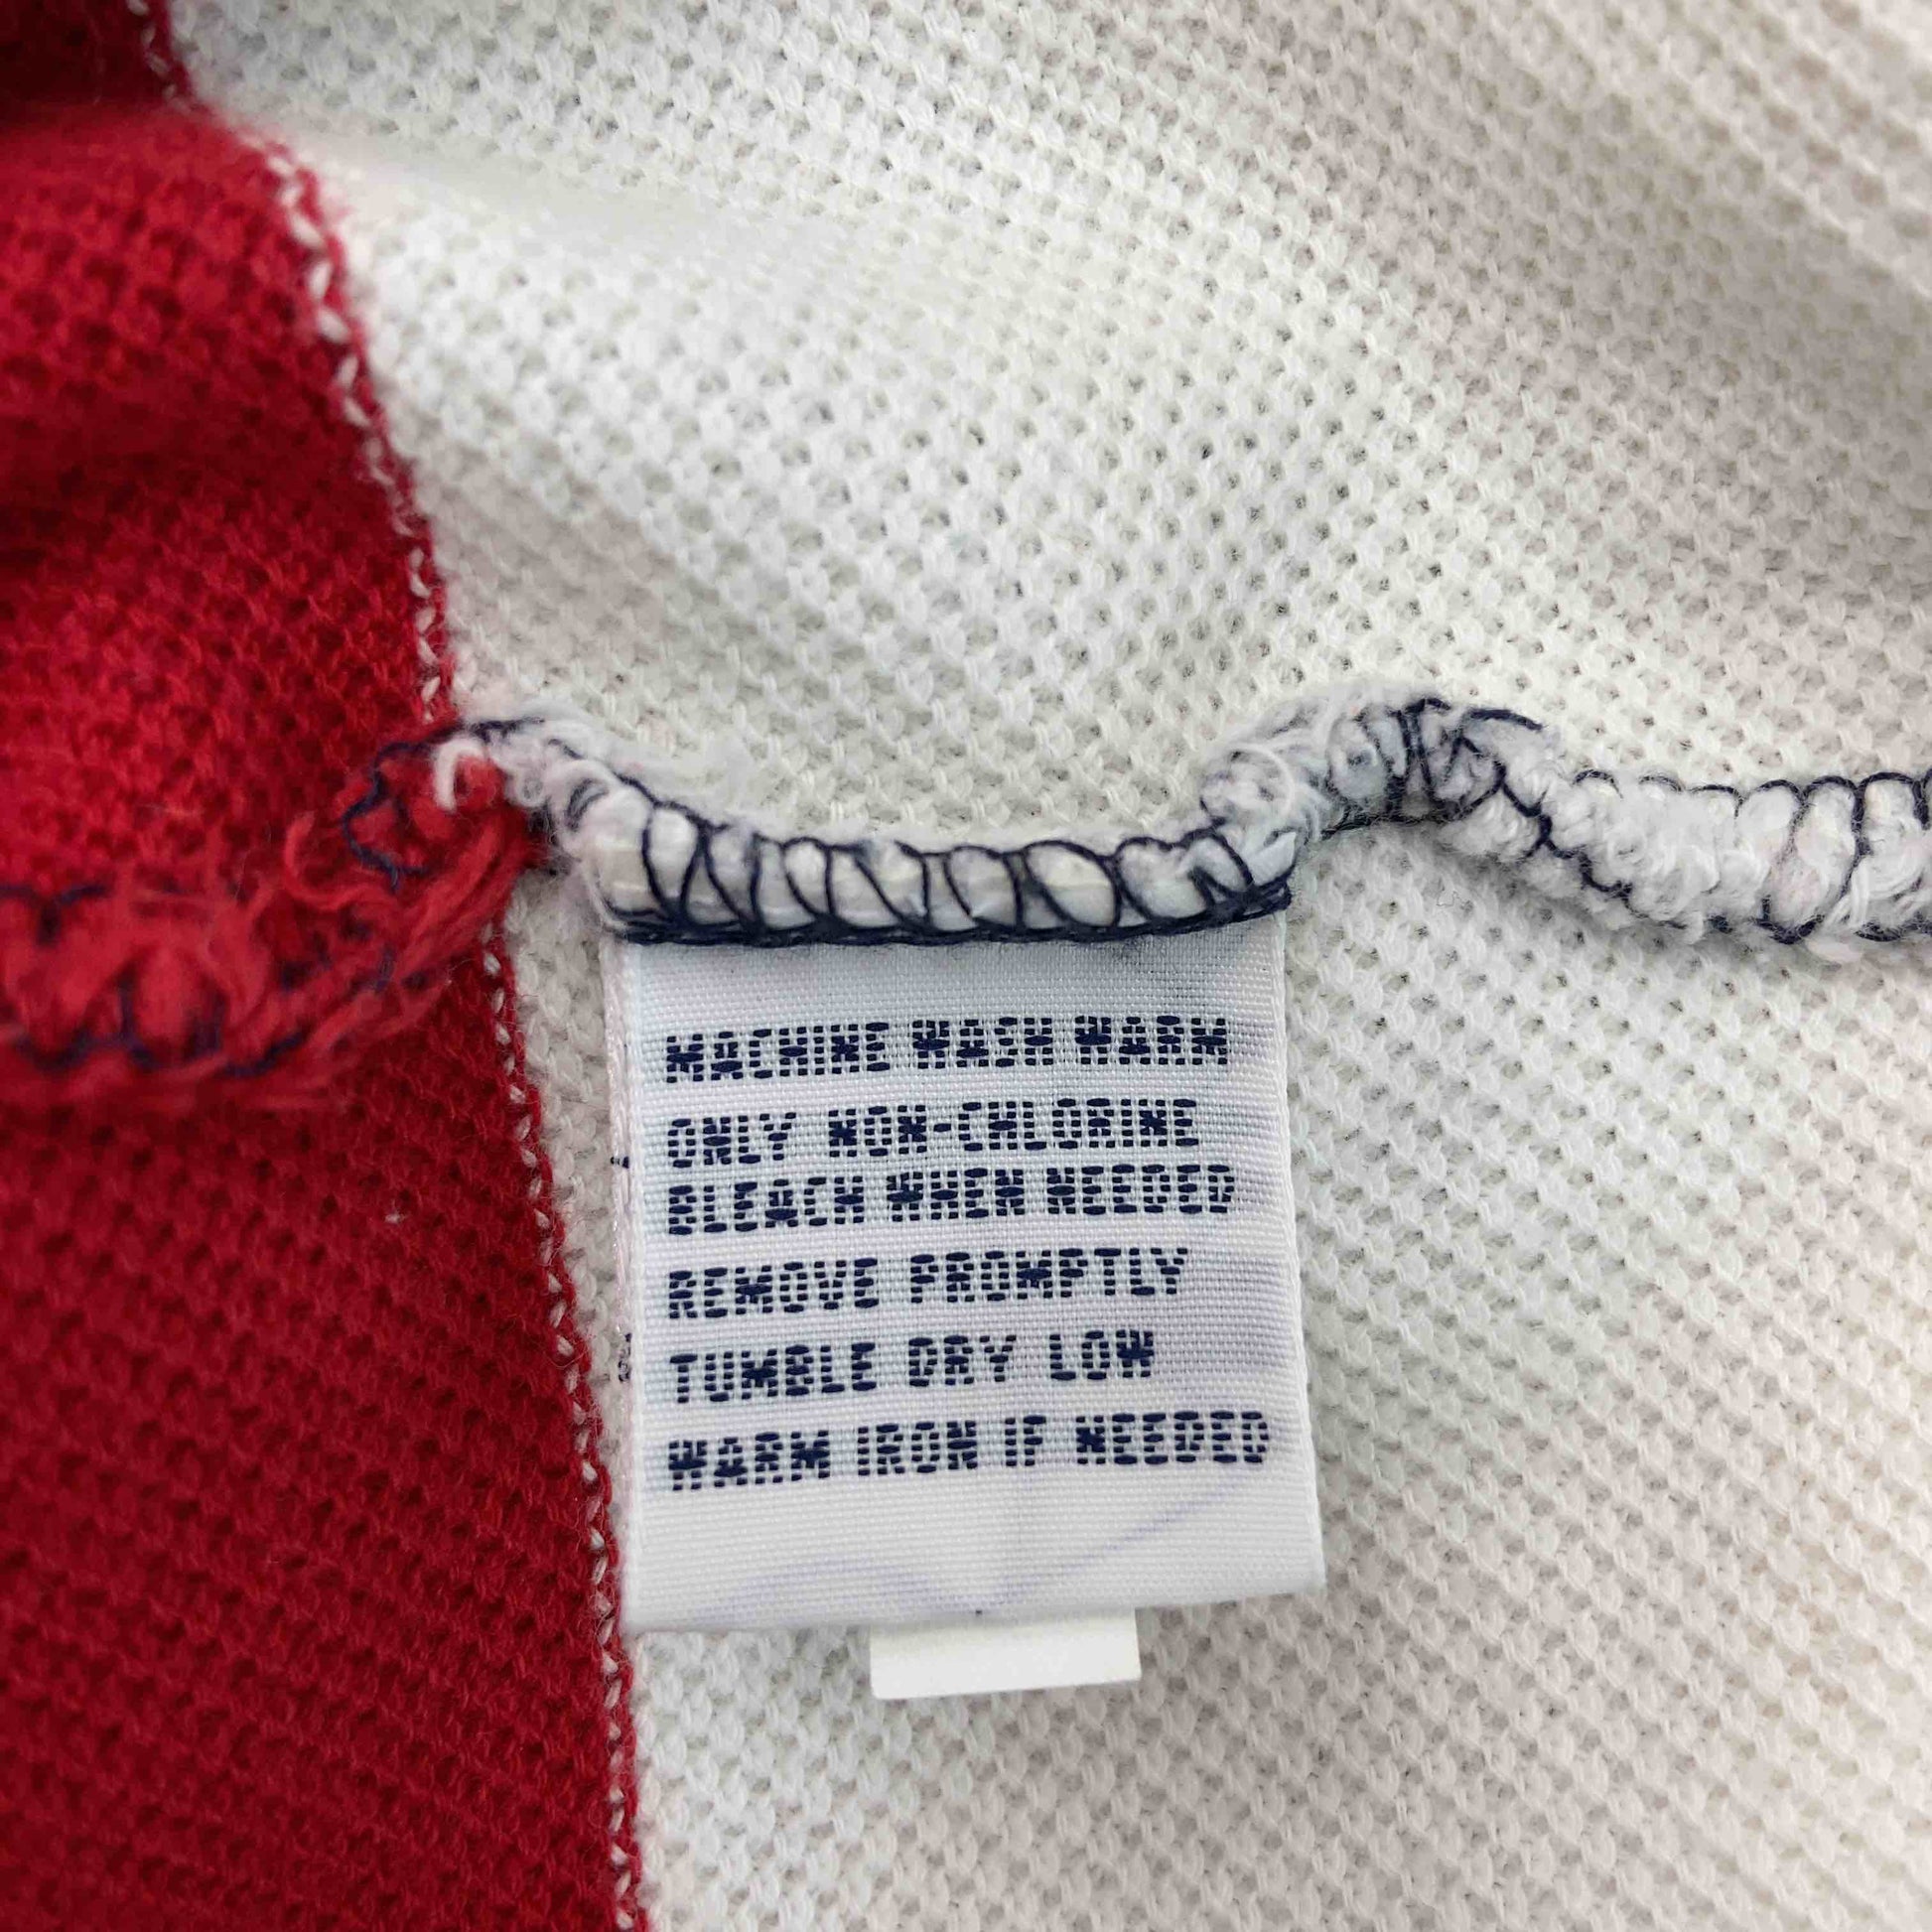 MACHINE WASH WARM
ONLY NON-CHLORINE
BLEACH WHEN NEEDED
REMOVE PROMPTLY
TUMBLE DRY LOW
WARM IRON IF NEEDED